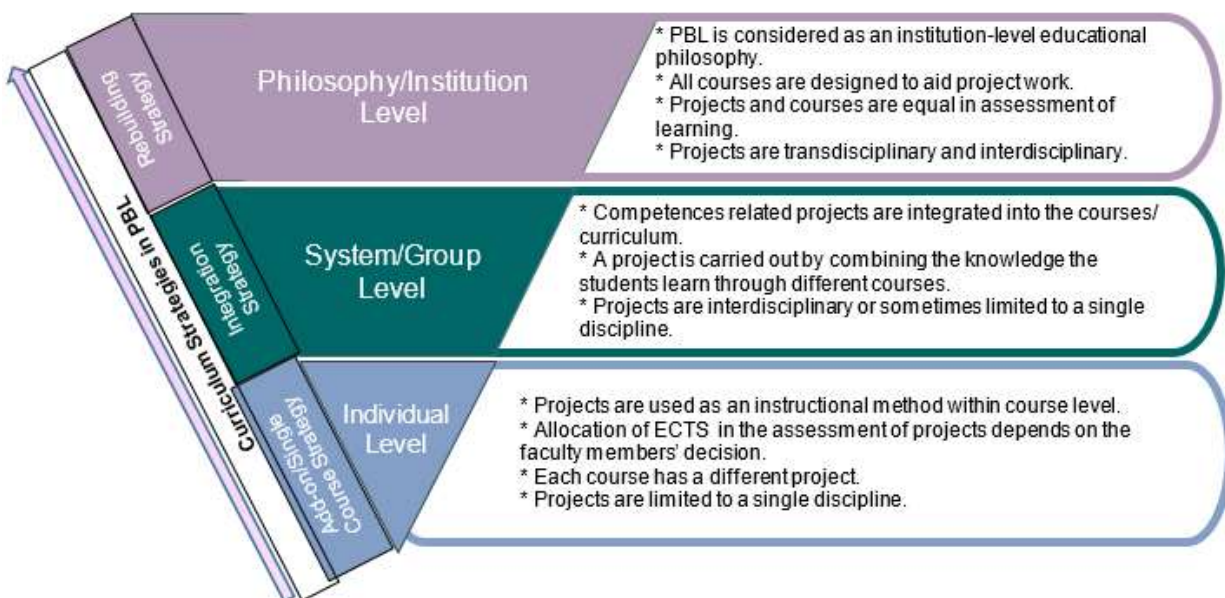 Curriculum Strategies in PBL
Rebuilding
Strategy
Philosophy/Institution
Level
* PBL is considered as an institution-level educational
philosophy.
* All courses are designed to aid project work.
* Projects and courses are equal in assessment of
learning.
* Projects are transdisciplinary and interdisciplinary.
Integration
Strategy
System/Group
Level
* Competences related projects are integrated into the courses/
curriculum.
* A project is carried out by combining the knowledge the
students learn through different courses.
* Projects are interdisciplinary or sometimes limited to a single
discipline.
Add-on/Single
Course Strategy
Individual
Level
* Projects are used as an instructional method within course level.
* Allocation of ECTS in the assessment of projects depends on the
faculty members' decision.
* Each course has a different project.
* Projects are limited to a single discipline.